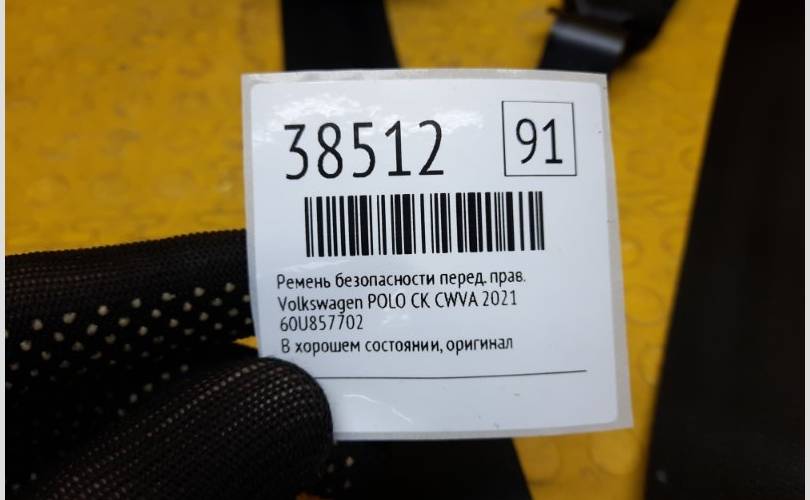 38512
91
Ремень безопасности перед. прав.
Volkswagen POLO CK CWVA 2021
60U857702
В хорошем состоянии, оригинал